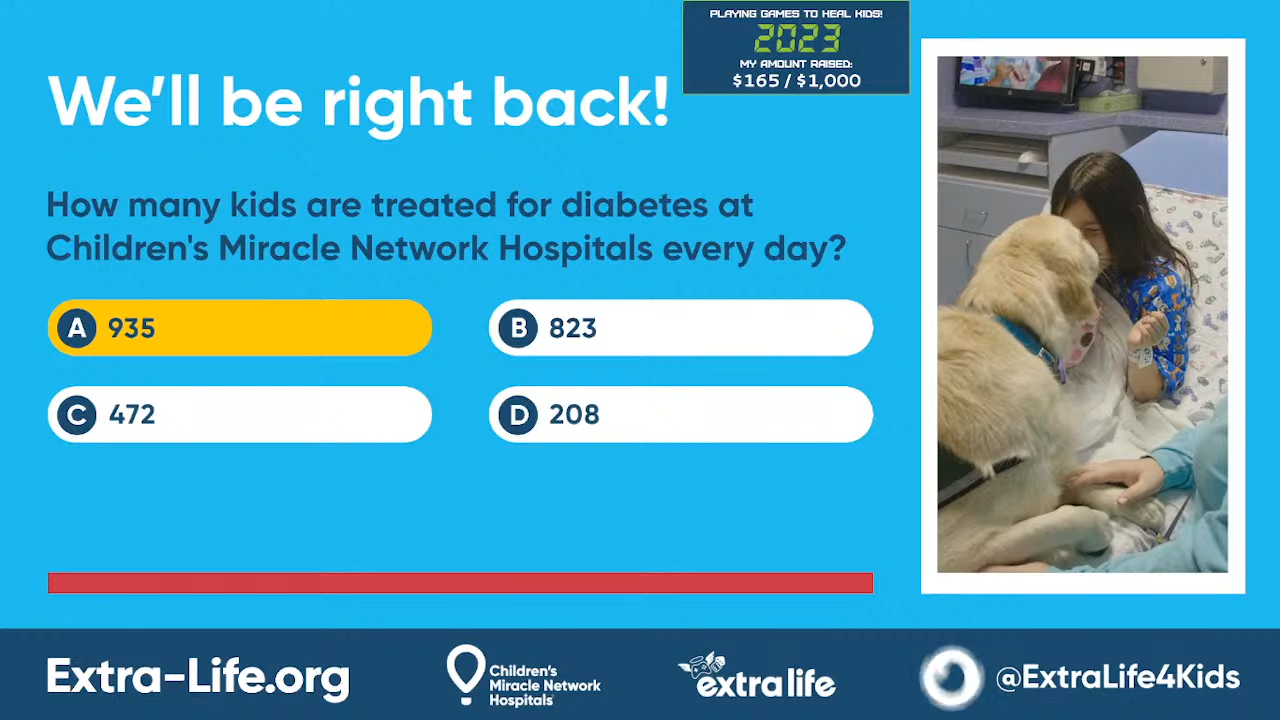 PLAYING GAMES TO HEAL KIDS!
2023
MY AMOUNT RAISED:
$165 / $1,000
We'll be right back!
How many kids are treated for diabetes at
Children's Miracle Network Hospitals every day?
A 935
B 823
C 472
D 208
Extra-Life.org
Children's
Miracle Network
Hospitals
extra life
@ExtraLife4Kids